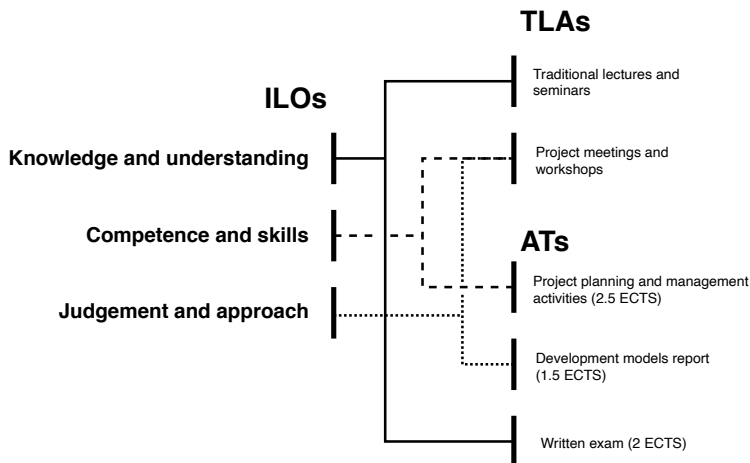 TLAs
Traditional lectures and
seminars
ILOs
Knowledge and understanding
Project meetings and
workshops
Competence and skills
ATs
Project planning and management
activities (2.5 ECTS)
Judgement and approach
Development models report
(1.5 ECTS)
Written exam (2 ECTS)